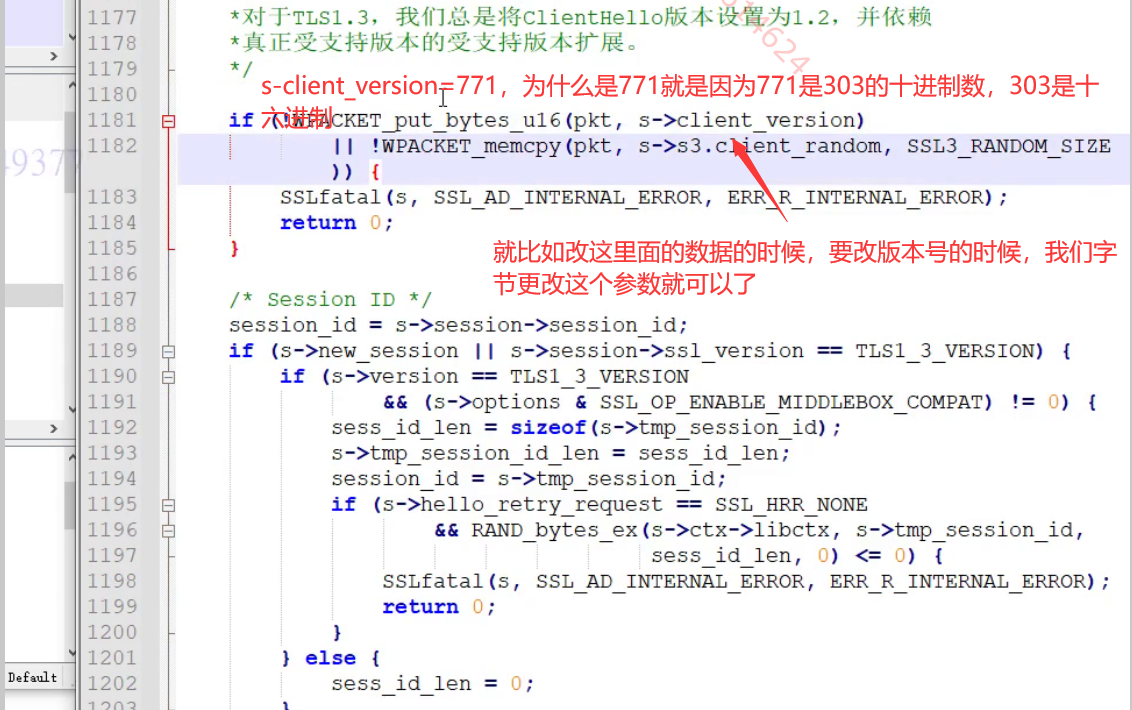 1177 *对于TLS1.3，我们总是将ClientHello版本设置为1.2，并依赖
1178 *真正受支持版本的受支持版本扩展。
1179 */
s-client_version=771，为什么是771就是因为771是303的十进制数，303是十
六进制
1180
1181 if (!WPACKET_put_bytes_u16(pkt, s->client_version)
1182 || !WPACKET_memcpy(pkt, s->s3.client_random, SSL3_RANDOM_SIZE
)) {
1183 SSLfatal(s, SSL_AD_INTERNAL_ERROR, ERR_R_INTERNAL_ERROR);
1184 return 0;
1185 }
就比如改这里面的数据的时候，要改版本号的时候，我们字
节更改这个参数就可以了
1186
1187 /* Session ID */
1188 session_id = s->session->session_id;
1189 if (s->new_session || s->session->ssl_version == TLS1_3_VERSION) {
1190 if (s->version == TLS1_3_VERSION
1191 && (s->options & SSL_OP_ENABLE_MIDDLEBOX_COMPAT) != 0) {
1192 sess_id_len = sizeof(s->tmp_session_id);
1193 s->tmp_session_id_len = sess_id_len;
1194 session_id = s->tmp_session_id;
1195 if (s->hello_retry_request == SSL_HRR_NONE
1196 && RAND_bytes_ex(s->ctx->libctx, s->tmp_session_id,
1197 sess_id_len, 0) <= 0) {
1198 SSLfatal(s, SSL_AD_INTERNAL_ERROR, ERR_R_INTERNAL_ERROR);
1199 return 0;
1200 }
1201 } else {
1202 sess_id_len = 0;
1203 }
49377
4624
Default